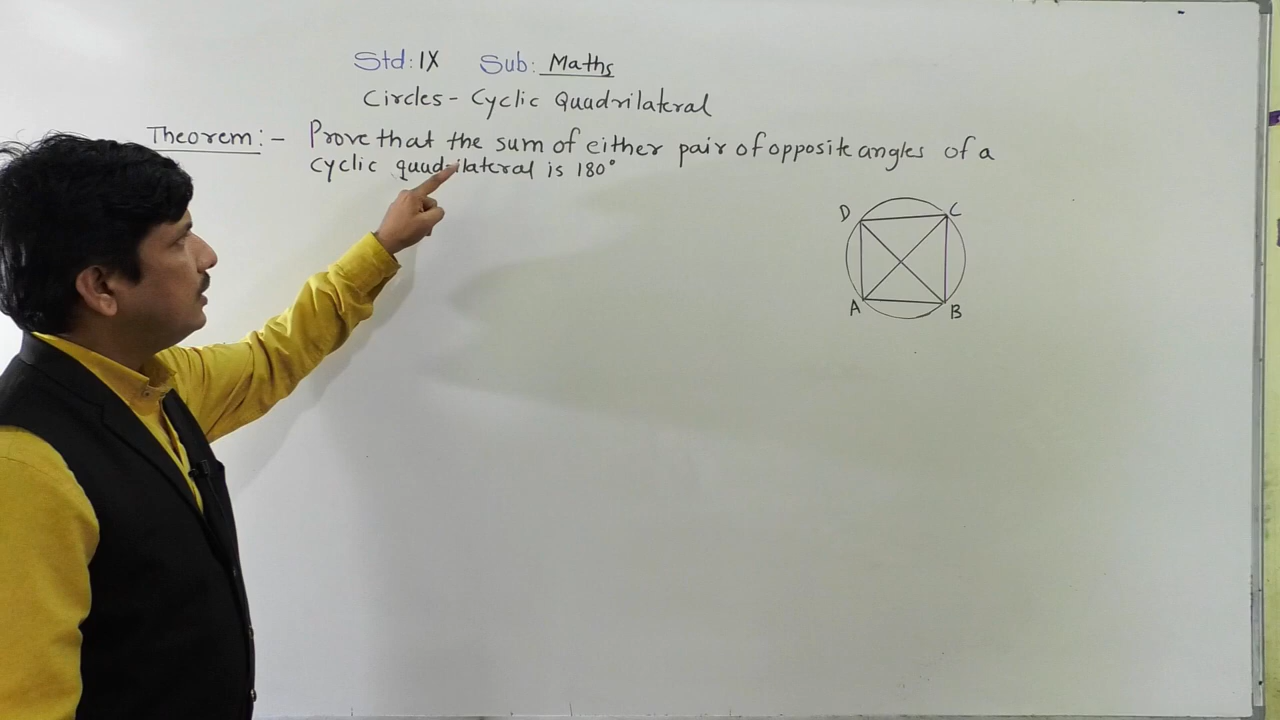 Std: IX Sub: Maths
Circles - Cyclic Quadrilateral
Theorem :- Prove that the sum of either pair of opposite angles of a
cyclic quadrilateral is 180°
D C
A B